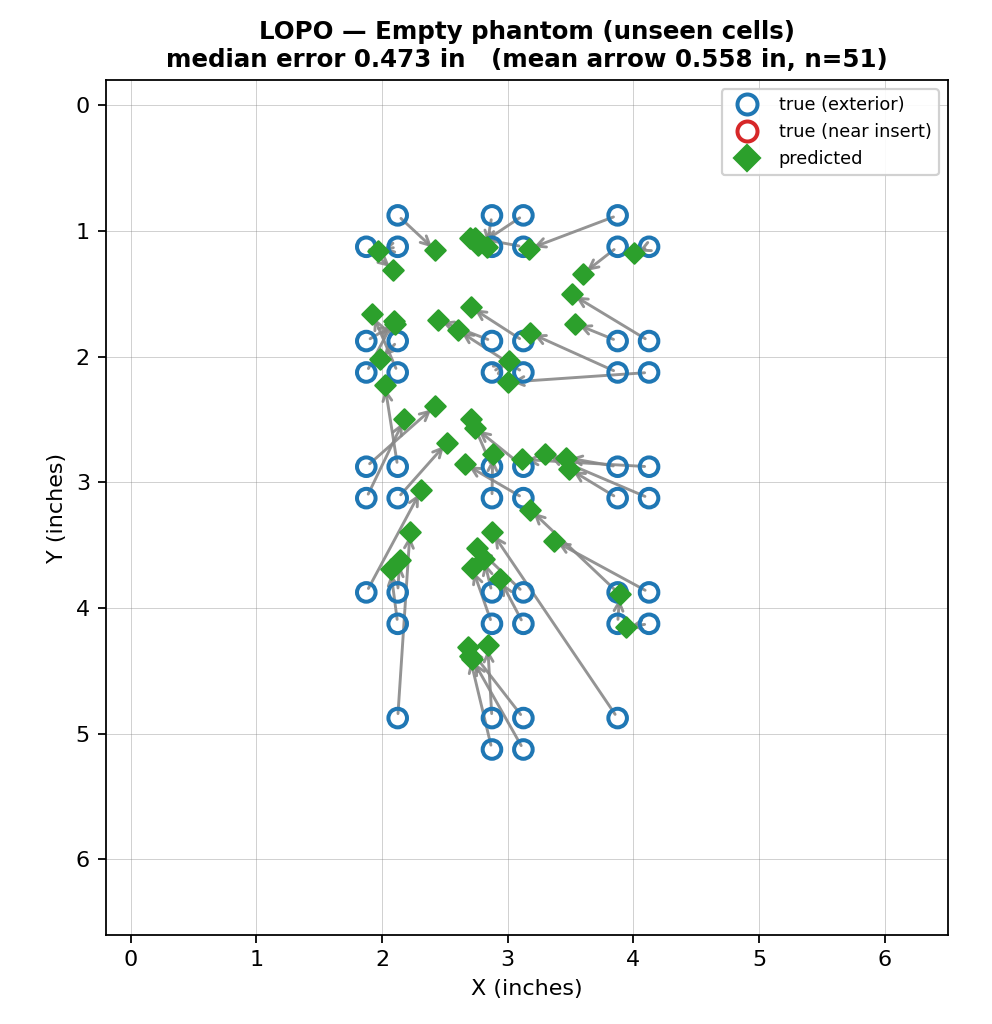 LOPO — Empty phantom (unseen cells)
median error 0.473 in   (mean arrow 0.558 in, n=51)
true (exterior)
true (near insert)
predicted
0
1
2
3
4
5
6
Y (inches)
0 1 2 3 4 5 6
X (inches)